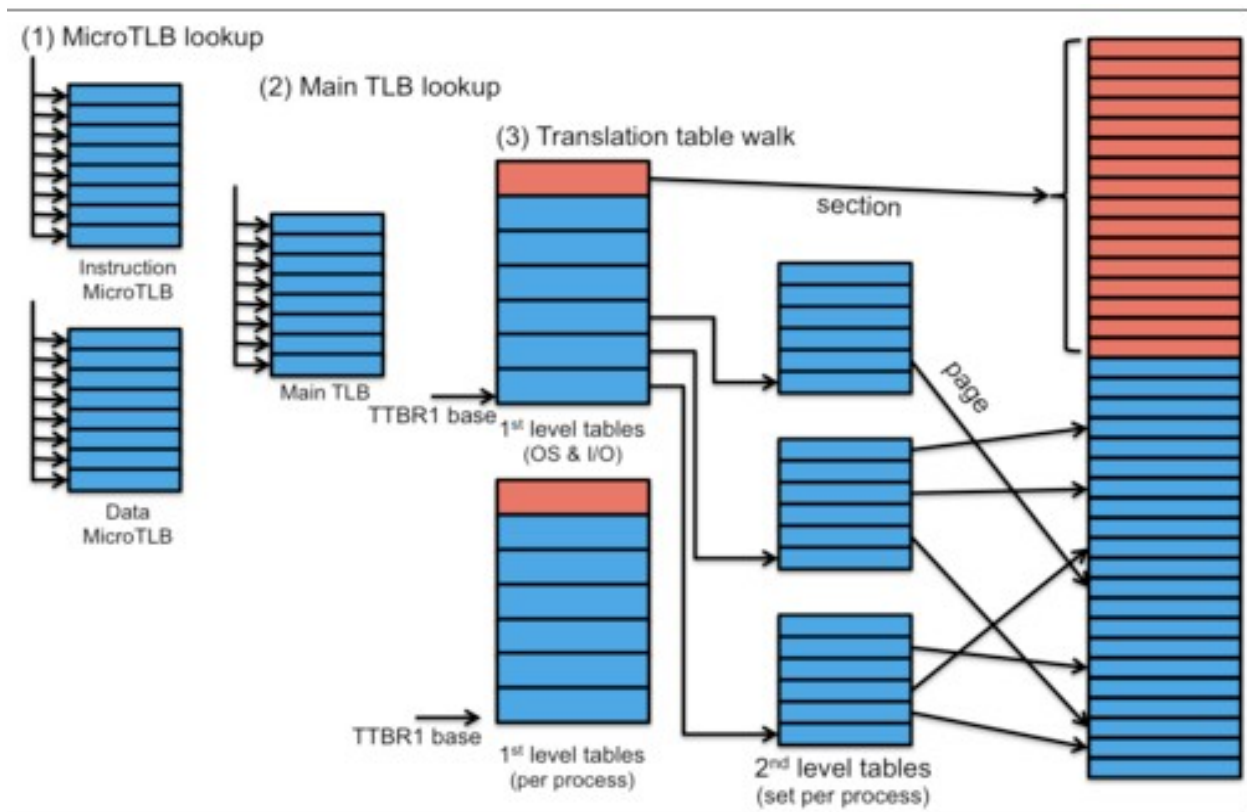 (1) MicroTLB lookup
(2) Main TLB lookup
(3) Translation table walk
section
Instruction
MicroTLB
Main TLB
TTBR1 base
1st level tables
(OS & I/O)
page
Data
MicroTLB
TTBR1 base
1st level tables
(per process)
2nd level tables
(set per process)